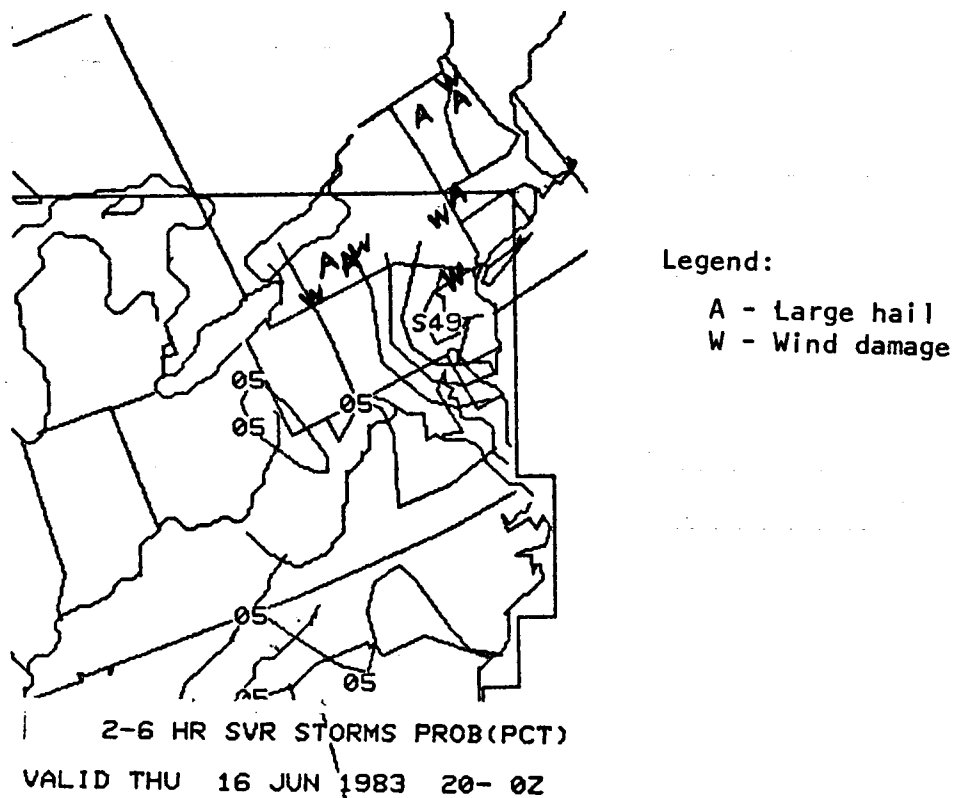 W
A
A
A
W
W
A
A
W
W
A
W
Legend:
A - Large hail
W - Wind damage
S49
05
05
05
05
05
05
2-6 HR SVR STORMS PROB(PCT)
VALID THU 16 JUN 1983 20- 0Z